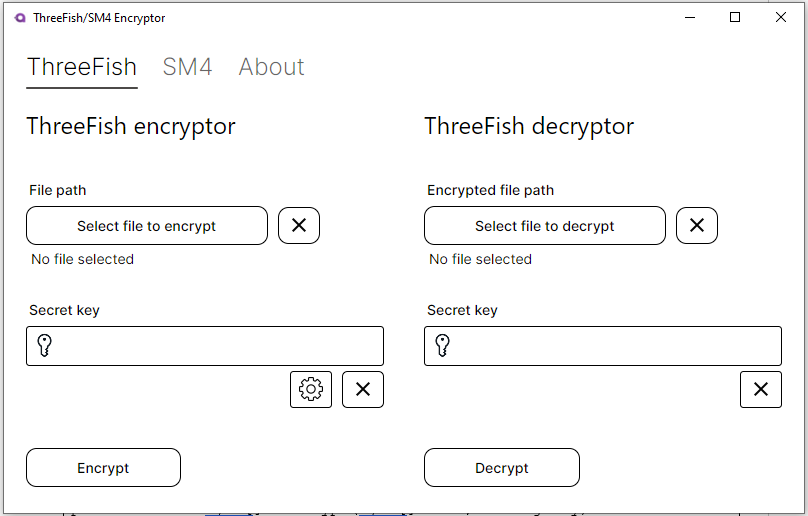 ThreeFish/SM4 Encryptor
ThreeFish SM4 About
ThreeFish encryptor
File path
Select file to encrypt
No file selected
Secret key
Encrypt
ThreeFish decryptor
Encrypted file path
Select file to decrypt
No file selected
Secret key
Decrypt